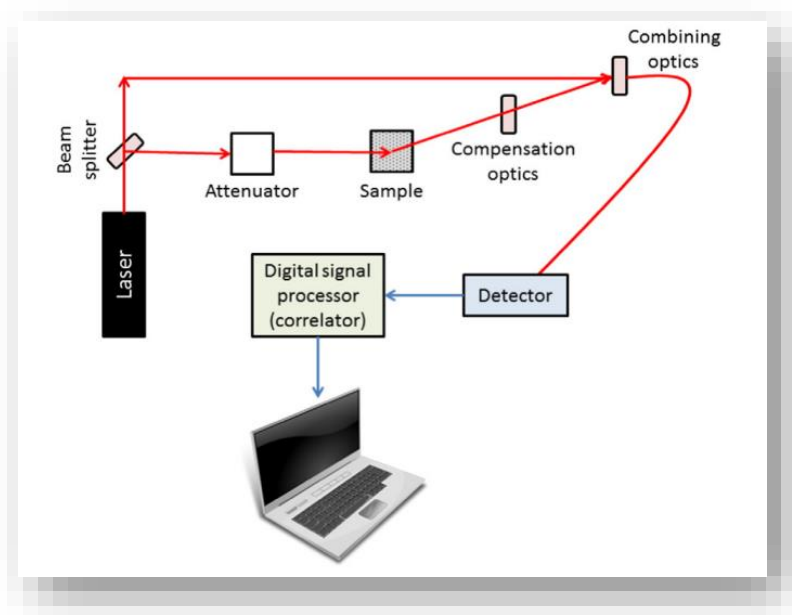 Combining
optics
Beam
splitter
Attenuator
Sample
Compensation
optics
Laser
Digital signal
processor
(correlator)
Detector